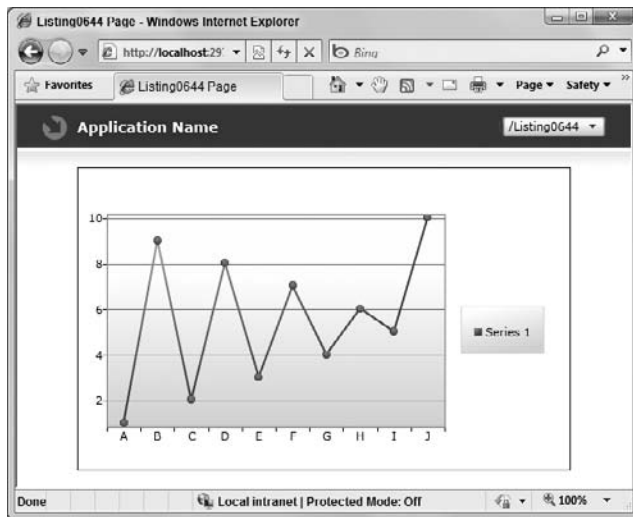 Listing0644 Page - Windows Internet Explorer
http://localhost:29
Bing
Favorites
Listing0644 Page
Page
Safety
»
Application Name
/Listing0644
10
8
6
4
2
A B C D E F G H I J
Series 1
Done
Local intranet | Protected Mode: Off
100%